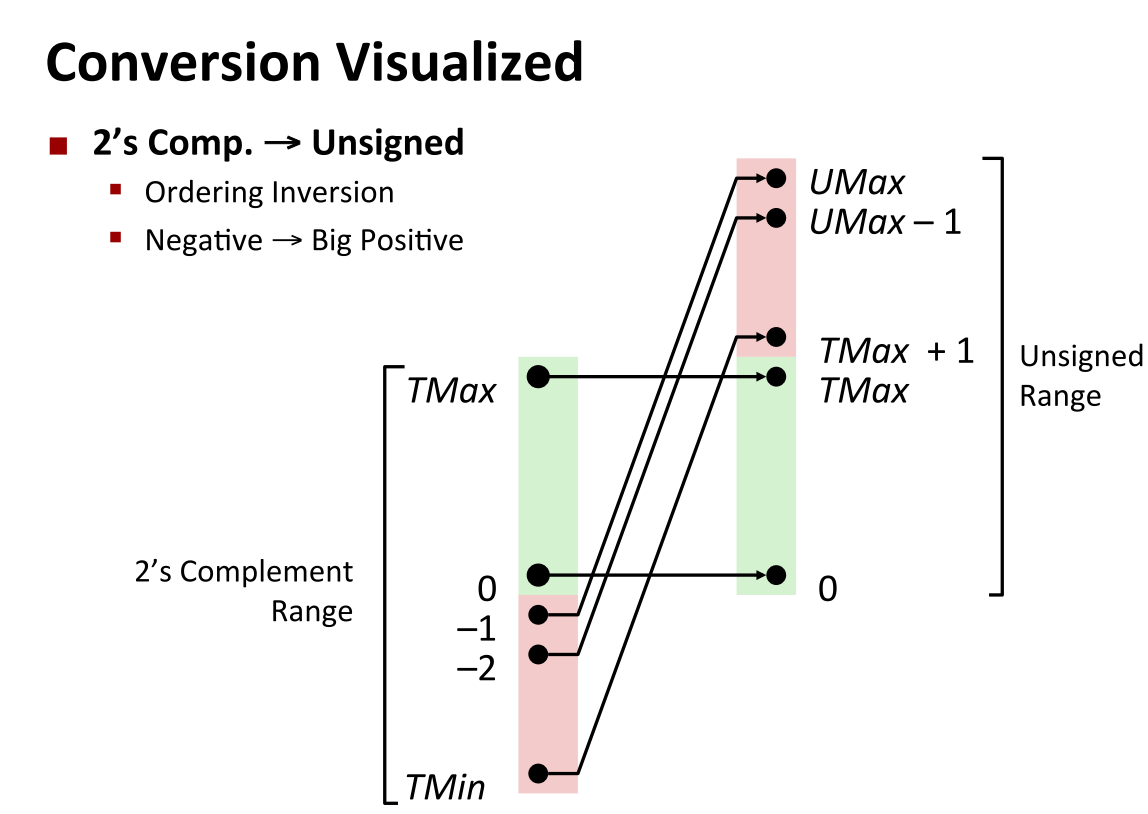 Conversion Visualized
2’s Comp. → Unsigned
Ordering Inversion
Negative → Big Positive
UMax
UMax – 1
TMax + 1
TMax
Unsigned
Range
TMax
2’s Complement
Range
0
0
–1
–2
TMin